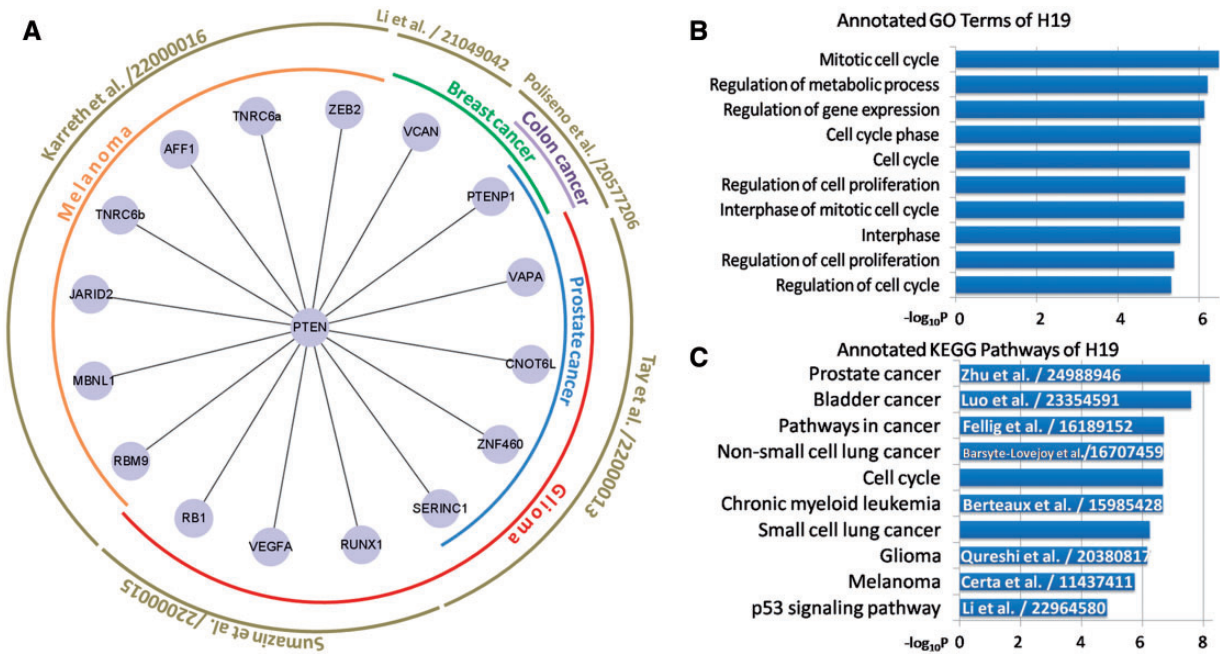 A
Karreth et al. /22000016
Li et al. / 21049042
Poliseno et al. /20577206
Tay et al. /22000013
Sumazin et al. /22000015
Melanoma
Breast cancer
Colon cancer
Prostate cancer
Glioma
ZEB2
TNRC6a
VCAN
AFF1
PTENP1
TNRC6b
VAPA
JARID2
PTEN
CNOT6L
MBNL1
ZNF460
RBM9
SERINC1
RB1
VEGFA
RUNX1
B
Annotated GO Terms of H19
Mitotic cell cycle
Regulation of metabolic process
Regulation of gene expression
Cell cycle phase
Cell cycle
Regulation of cell proliferation
Interphase of mitotic cell cycle
Interphase
Regulation of cell proliferation
Regulation of cell cycle
-log10P 0 2 4 6
C
Annotated KEGG Pathways of H19
Prostate cancer Zhu et al. / 24988946
Bladder cancer Luo et al. / 23354591
Pathways in cancer Fellig et al. / 16189152
Non-small cell lung cancer Barsyte-Lovejoy et al./16707459
Cell cycle
Chronic myeloid leukemia Berteaux et al. / 15985428
Small cell lung cancer
Glioma Qureshi et al. / 20380817
Melanoma Certa et al. / 11437411
p53 signaling pathway Li et al. / 22964580
-log10P 0 2 4 6 8